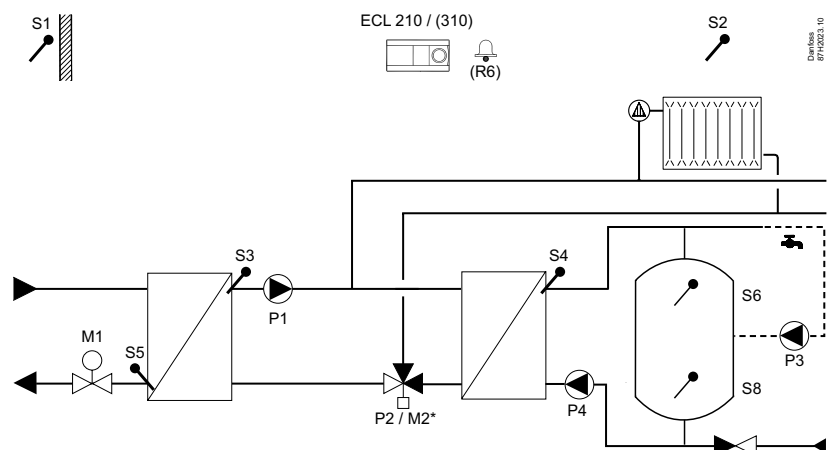 S1
ECL 210 / (310)
(R6)
S2
Danfoss
87H2023.10
S3
P1
S4
S6
M1
S5
P3
S8
P4
P2 / M2*